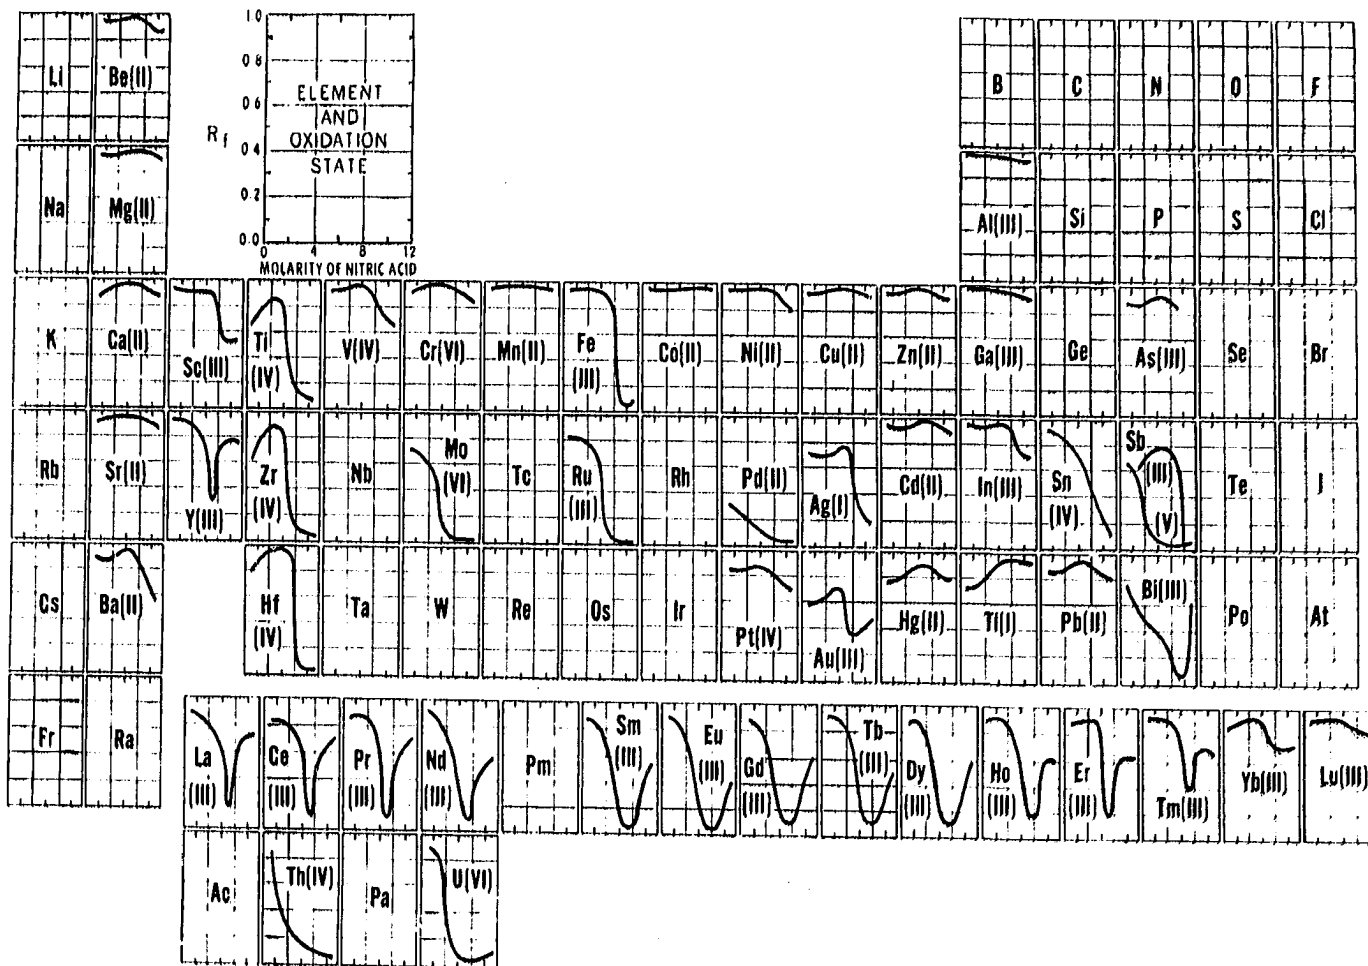 Li
Be(II)
1.0
0.8
0.6
0.4
0.2
0.0
R f
ELEMENT
AND
OXIDATION
STATE
0 4 8 12
MOLARITY OF NITRIC ACID
B C N O F
Na Mg(II)
Al(III) Si P S Cl
K Ca(II) Sc(III) Ti (IV) V(IV) Cr(VI) Mn(II) Fe (III) Co(II) Ni(II) Cu(II) Zn(II) Ga(III) Ge As(III) Se Br
Rb Sr(II) Y(III) Zr (IV) Nb Mo (VI) Tc Ru (III) Rh Pd(II) Ag(I) Cd(II) In(III) Sn (IV) Sb (III) (V) Te I
Cs Ba(II) Hf (IV) Ta W Re Os Ir Pt(IV) Au(III) Hg(II) Tl(I) Pb(II) Bi(III) Po At
Fr Ra
La (III) Ce (III) Pr (III) Nd (III) Pm Sm (III) Eu (III) Gd (III) Tb (III) Dy (III) Ho (III) Er (III) Tm(III) Yb(III) Lu(III)
Ac Th(IV) Pa U(VI)